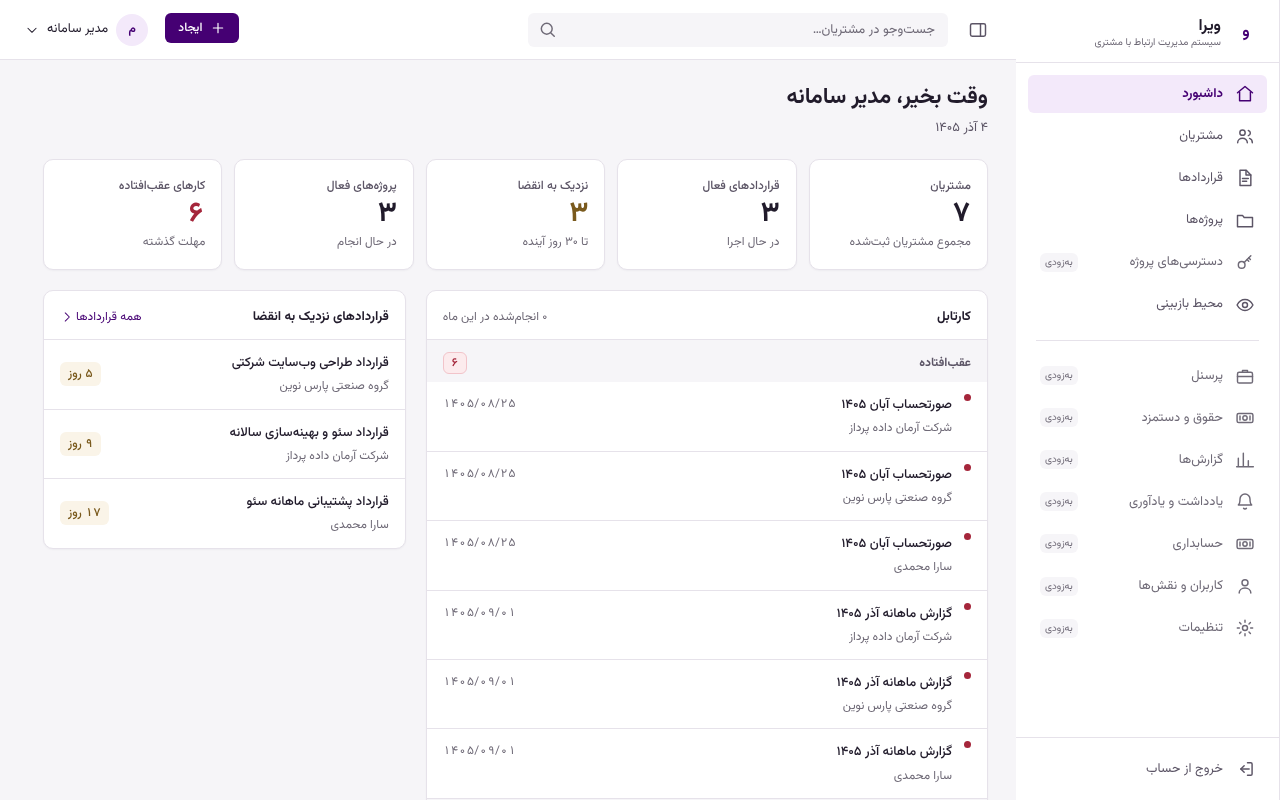 و
ویرا
سیستم مدیریت ارتباط با مشتری
داشبورد
مشتریان
قراردادها
پروژه‌ها
دسترسی‌های پروژه
به‌زودی
محیط بازبینی
پرسنل
به‌زودی
حقوق و دستمزد
به‌زودی
گزارش‌ها
به‌زودی
یادداشت و یادآوری
به‌زودی
حسابداری
به‌زودی
کاربران و نقش‌ها
به‌زودی
تنظیمات
به‌زودی
خروج از حساب
جست‌وجو در مشتریان...
ایجاد
م
مدیر سامانه
وقت بخیر، مدیر سامانه
۴ آذر ۱۴۰۵
مشتریان
۷
مجموع مشتریان ثبت‌شده
قراردادهای فعال
۳
در حال اجرا
نزدیک به انقضا
۳
تا ۳۰ روز آینده
پروژه‌های فعال
۳
در حال انجام
کارهای عقب‌افتاده
۶
مهلت گذشته
کارتابل
۰ انجام‌شده در این ماه
عقب‌افتاده
۶
صورتحساب آبان ۱۴۰۵
۱۴۰۵/۰۸/۲۵
شرکت آرمان داده پرداز
صورتحساب آبان ۱۴۰۵
۱۴۰۵/۰۸/۲۵
گروه صنعتی پارس نوین
صورتحساب آبان ۱۴۰۵
۱۴۰۵/۰۸/۲۵
سارا محمدی
گزارش ماهانه آذر ۱۴۰۵
۱۴۰۵/۰۹/۰۱
شرکت آرمان داده پرداز
گزارش ماهانه آذر ۱۴۰۵
۱۴۰۵/۰۹/۰۱
گروه صنعتی پارس نوین
گزارش ماهانه آذر ۱۴۰۵
۱۴۰۵/۰۹/۰۱
سارا محمدی
قراردادهای نزدیک به انقضا
همه قراردادها
قرارداد طراحی وب‌سایت شرکتی
گروه صنعتی پارس نوین
۵ روز
قرارداد سئو و بهینه‌سازی سالانه
شرکت آرمان داده پرداز
۹ روز
قرارداد پشتیبانی ماهانه سئو
سارا محمدی
۱۷ روز